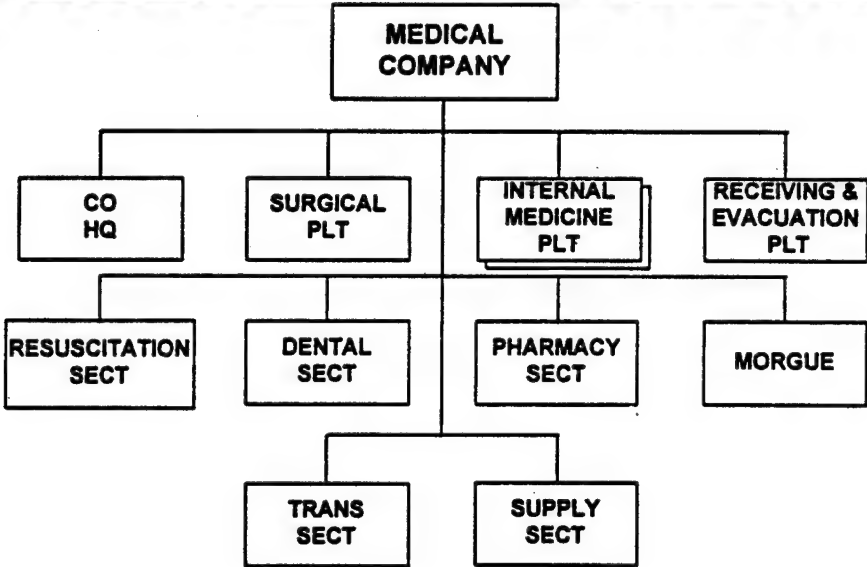 MEDICAL
COMPANY
CO
HQ
SURGICAL
PLT
INTERNAL
MEDICINE
PLT
RECEIVING &
EVACUATION
PLT
RESUSCITATION
SECT
DENTAL
SECT
PHARMACY
SECT
MORGUE
TRANS
SECT
SUPPLY
SECT